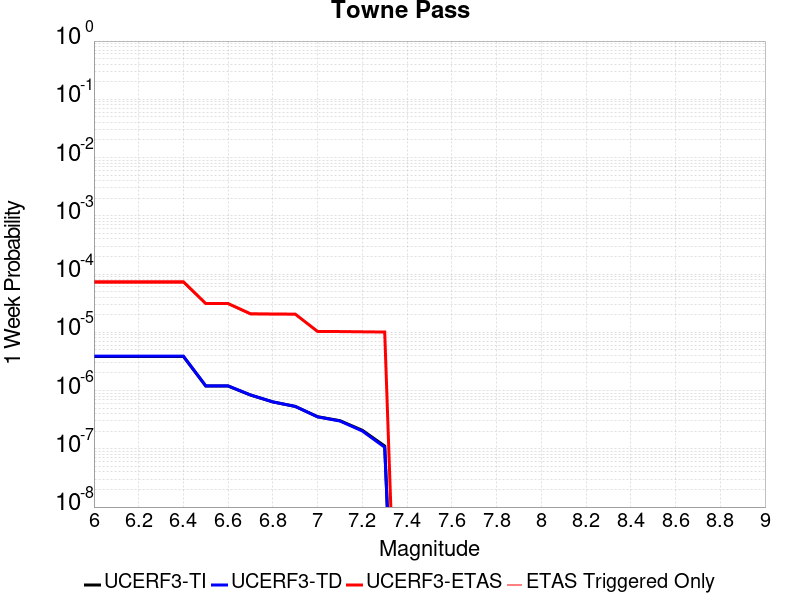 Towne Pass
10^0
10^-1
10^-2
10^-3
10^-4
10^-5
10^-6
10^-7
10^-8
1 Week Probability
6 6.2 6.4 6.6 6.8 7 7.2 7.4 7.6 7.8 8 8.2 8.4 8.6 8.8 9
Magnitude
UCERF3-TI UCERF3-TD UCERF3-ETAS ETAS Triggered Only